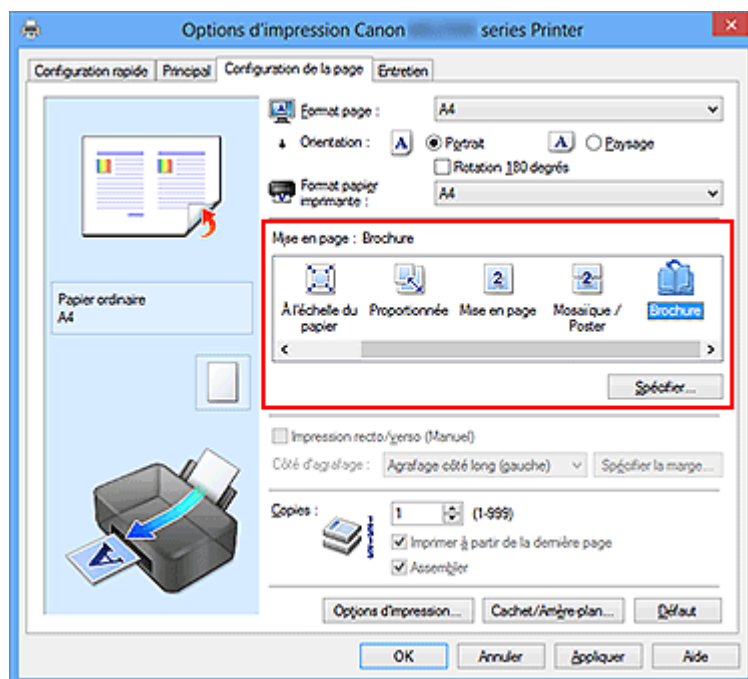 Options d'impression Canon series Printer
Configuration rapide Principal Configuration de la page Entretien
Format page : A4
Orientation : A Portrait A Paysage
Rotation 180 degrés
Format papier imprimante : A4
Mise en page : Brochure
À l'échelle du papier Proportionnée Mise en page Mosaïque / Poster Brochure
Spécifier...
Papier ordinaire
A4
Impression recto/verso (Manuel)
Côté d'agrafage : Agrafage côté long (gauche) Spécifier la marge...
Copies : 1 (1-999)
Imprimer à partir de la dernière page
Assembler
Options d'impression... Cachet/Arrière-plan... Défaut
OK Annuler Appliquer Aide